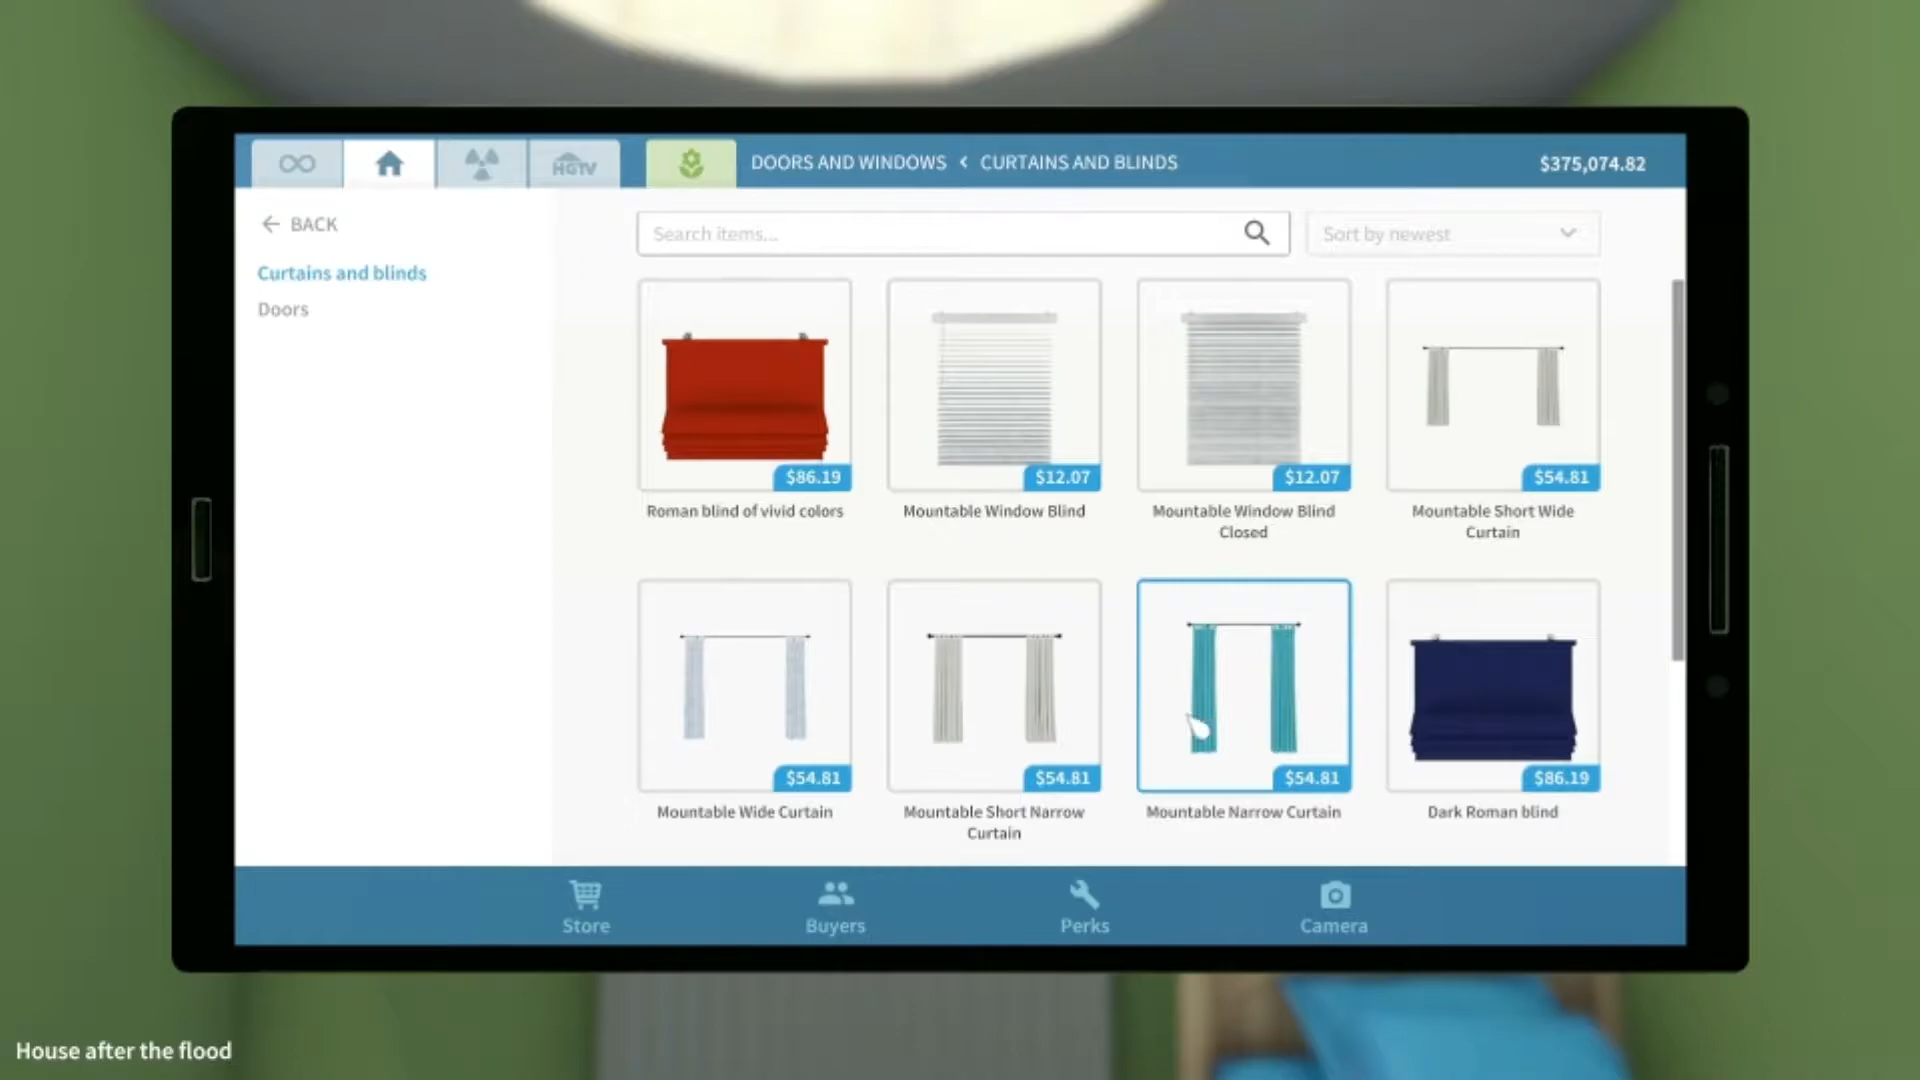 HGTV
DOORS AND WINDOWS < CURTAINS AND BLINDS
$375,074.82
BACK
Search items...
Sort by newest
Curtains and blinds
Doors
$86.19
$12.07
$12.07
$54.81
Roman blind of vivid colors
Mountable Window Blind
Mountable Window Blind
Closed
Mountable Short Wide
Curtain
$54.81
$54.81
$54.81
$86.19
Mountable Wide Curtain
Mountable Short Narrow
Curtain
Mountable Narrow Curtain
Dark Roman blind
Store
Buyers
Perks
Camera
House after the flood